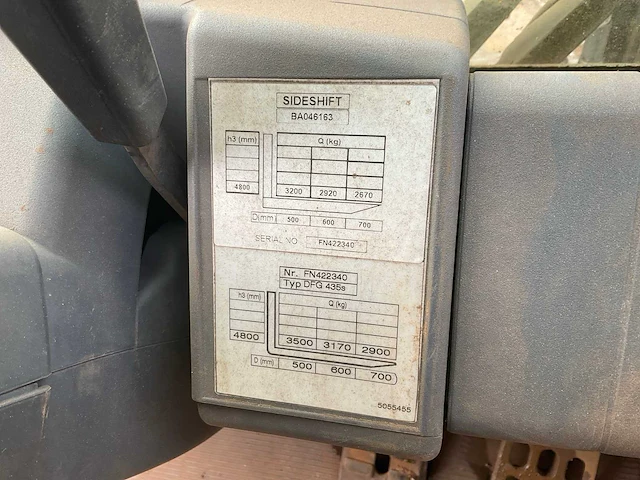 SIDESHIFT
BA046163
h3 (mm) Q (kg)
4800 3200 2920 2670
D(mm) 500 600 700
SERIAL NO FN422340
Nr. FN422340
Typ DFG 435s
h3 (mm) Q (kg)
4800 3500 3170 2900
D (mm) 500 600 700
5055455